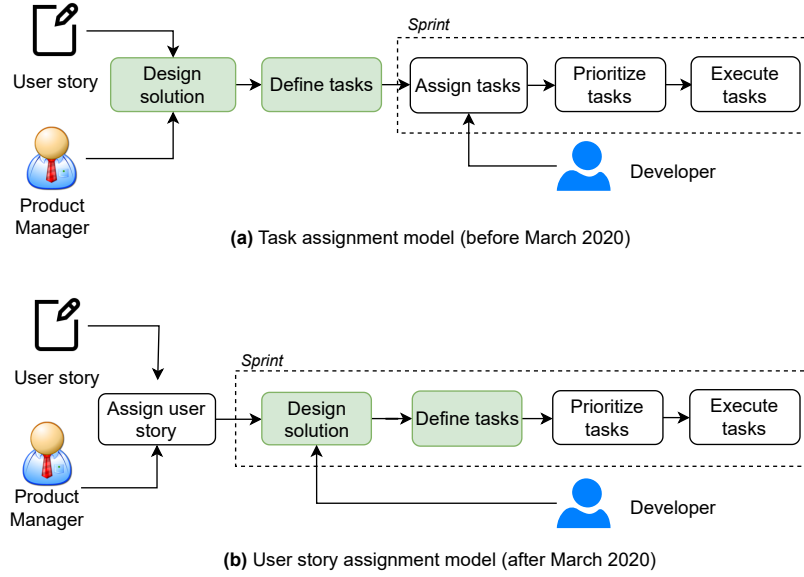 Sprint
User story
Design
solution
Define tasks
Assign tasks
Prioritize
tasks
Execute
tasks
Product
Manager
Developer
(a) Task assignment model (before March 2020)
Sprint
User story
Assign user
story
Design
solution
Define tasks
Prioritize
tasks
Execute
tasks
Product
Manager
Developer
(b) User story assignment model (after March 2020)